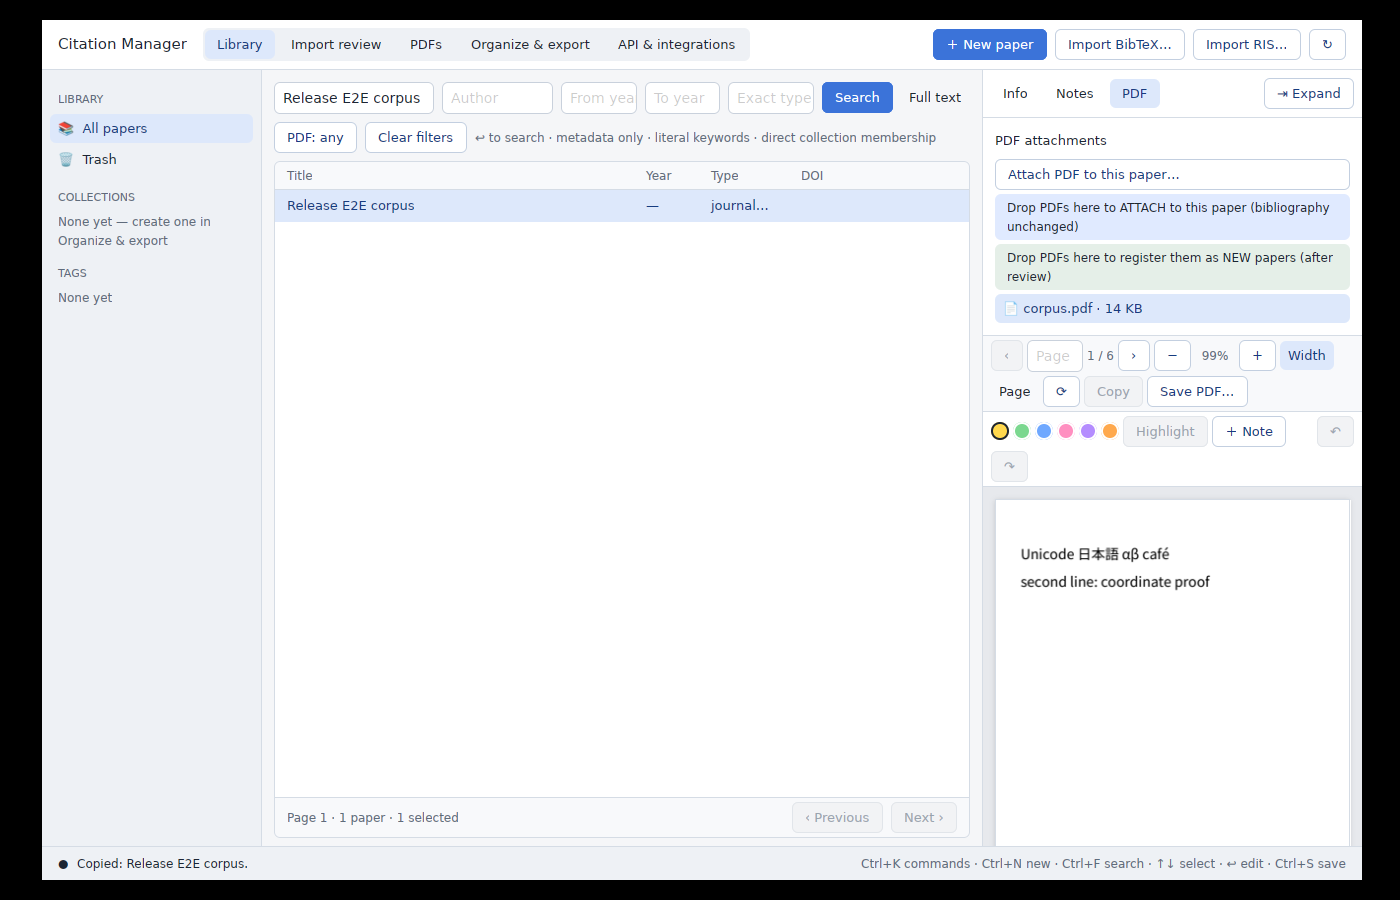 Citation Manager
Library
Import review
PDFs
Organize & export
API & integrations
+ New paper
Import BibTeX…
Import RIS…
↻
LIBRARY
📚 All papers
🗑️ Trash
COLLECTIONS
None yet — create one in
Organize & export
TAGS
None yet
Release E2E corpus
Author
From yea
To year
Exact type
Search
Full text
PDF: any
Clear filters
↩ to search · metadata only · literal keywords · direct collection membership
Title Year Type DOI
Release E2E corpus — journal…
Page 1 · 1 paper · 1 selected
‹ Previous
Next ›
Info
Notes
PDF
⇥ Expand
PDF attachments
Attach PDF to this paper…
Drop PDFs here to ATTACH to this paper (bibliography
unchanged)
Drop PDFs here to register them as NEW papers (after
review)
📄 corpus.pdf · 14 KB
‹ Page 1 / 6 › − 99% + Width
Page ⟳ Copy Save PDF…
Highlight + Note ↶
↷
Unicode 日本語 αβ café
second line: coordinate proof
● Copied: Release E2E corpus.
Ctrl+K commands · Ctrl+N new · Ctrl+F search · ↑↓ select · ↩ edit · Ctrl+S save